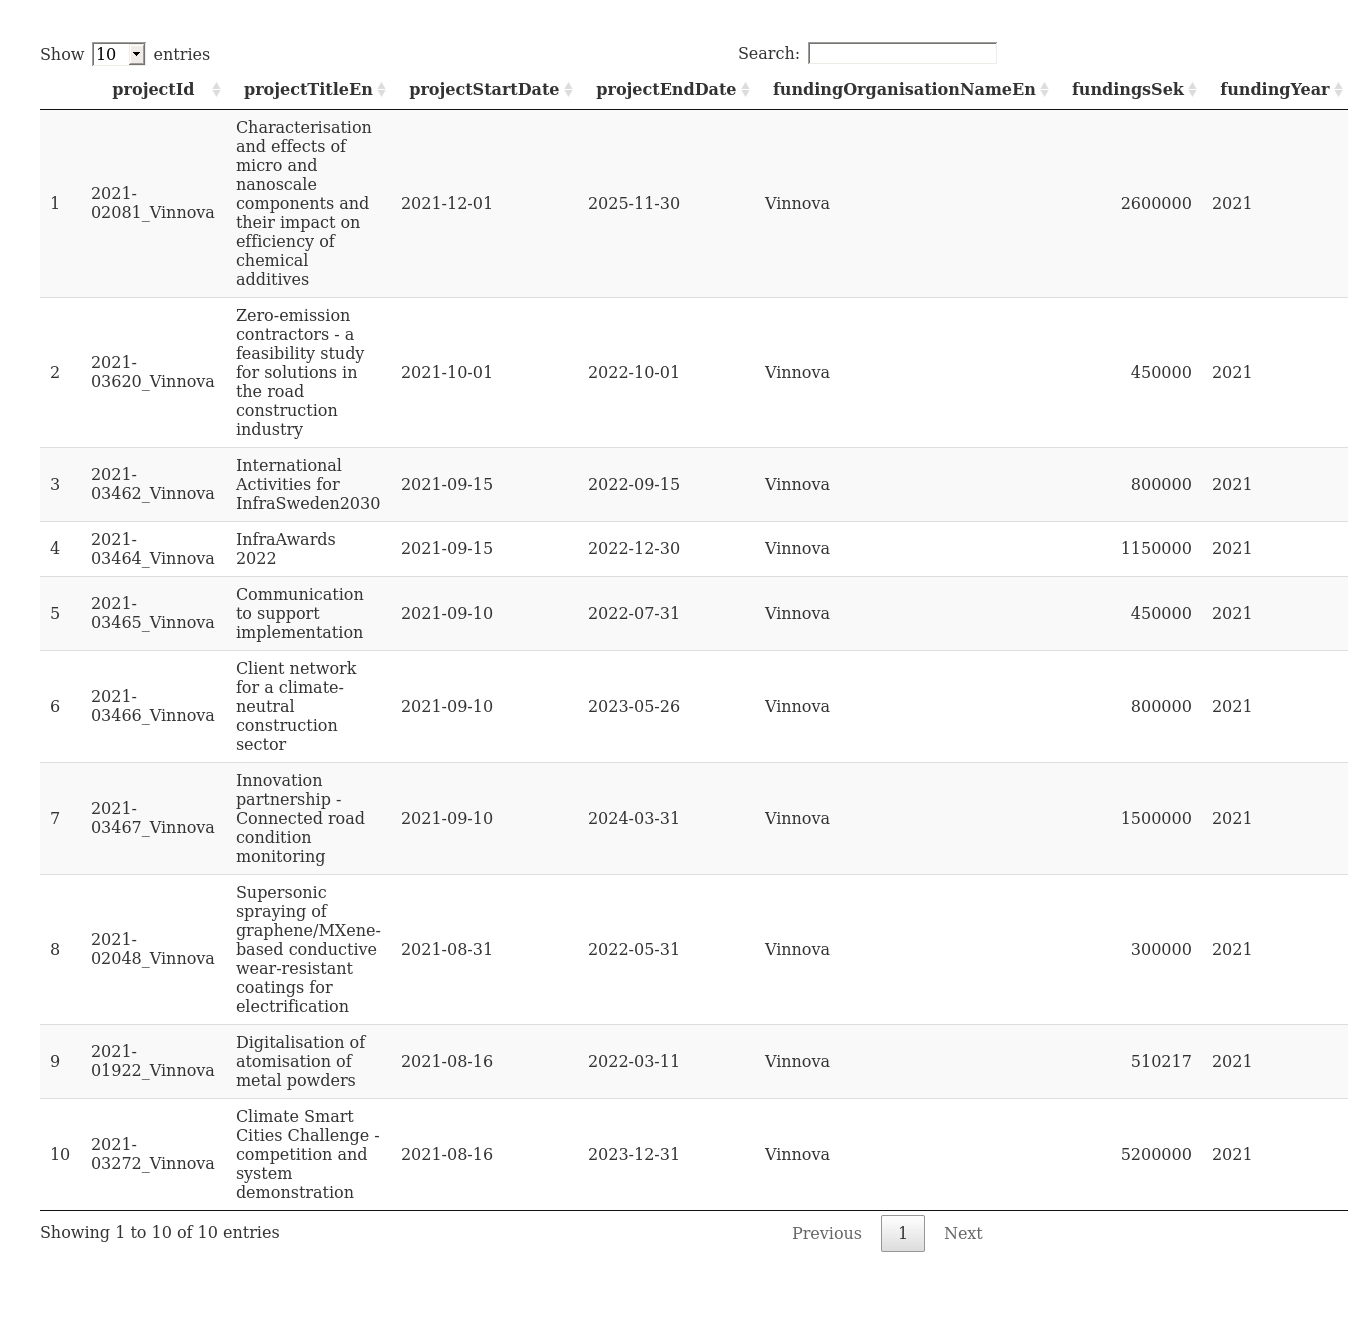 Show 10 entries Search:
projectId projectTitleEn projectStartDate projectEndDate fundingOrganisationNameEn fundingsSek fundingYear
1 2021-02081_Vinnova Characterisation and effects of micro and nanoscale components and their impact on efficiency of chemical additives 2021-12-01 2025-11-30 Vinnova 2600000 2021
2 2021-03620_Vinnova Zero-emission contractors - a feasibility study for solutions in the road construction industry 2021-10-01 2022-10-01 Vinnova 450000 2021
3 2021-03462_Vinnova International Activities for InfraSweden2030 2021-09-15 2022-09-15 Vinnova 800000 2021
4 2021-03464_Vinnova InfraAwards 2022 2021-09-15 2022-12-30 Vinnova 1150000 2021
5 2021-03465_Vinnova Communication to support implementation 2021-09-10 2022-07-31 Vinnova 450000 2021
6 2021-03466_Vinnova Client network for a climate-neutral construction sector 2021-09-10 2023-05-26 Vinnova 800000 2021
7 2021-03467_Vinnova Innovation partnership - Connected road condition monitoring 2021-09-10 2024-03-31 Vinnova 1500000 2021
8 2021-02048_Vinnova Supersonic spraying of graphene/MXene-based conductive wear-resistant coatings for electrification 2021-08-31 2022-05-31 Vinnova 300000 2021
9 2021-01922_Vinnova Digitalisation of atomisation of metal powders 2021-08-16 2022-03-11 Vinnova 510217 2021
10 2021-03272_Vinnova Climate Smart Cities Challenge - competition and system demonstration 2021-08-16 2023-12-31 Vinnova 5200000 2021
Showing 1 to 10 of 10 entries Previous 1 Next